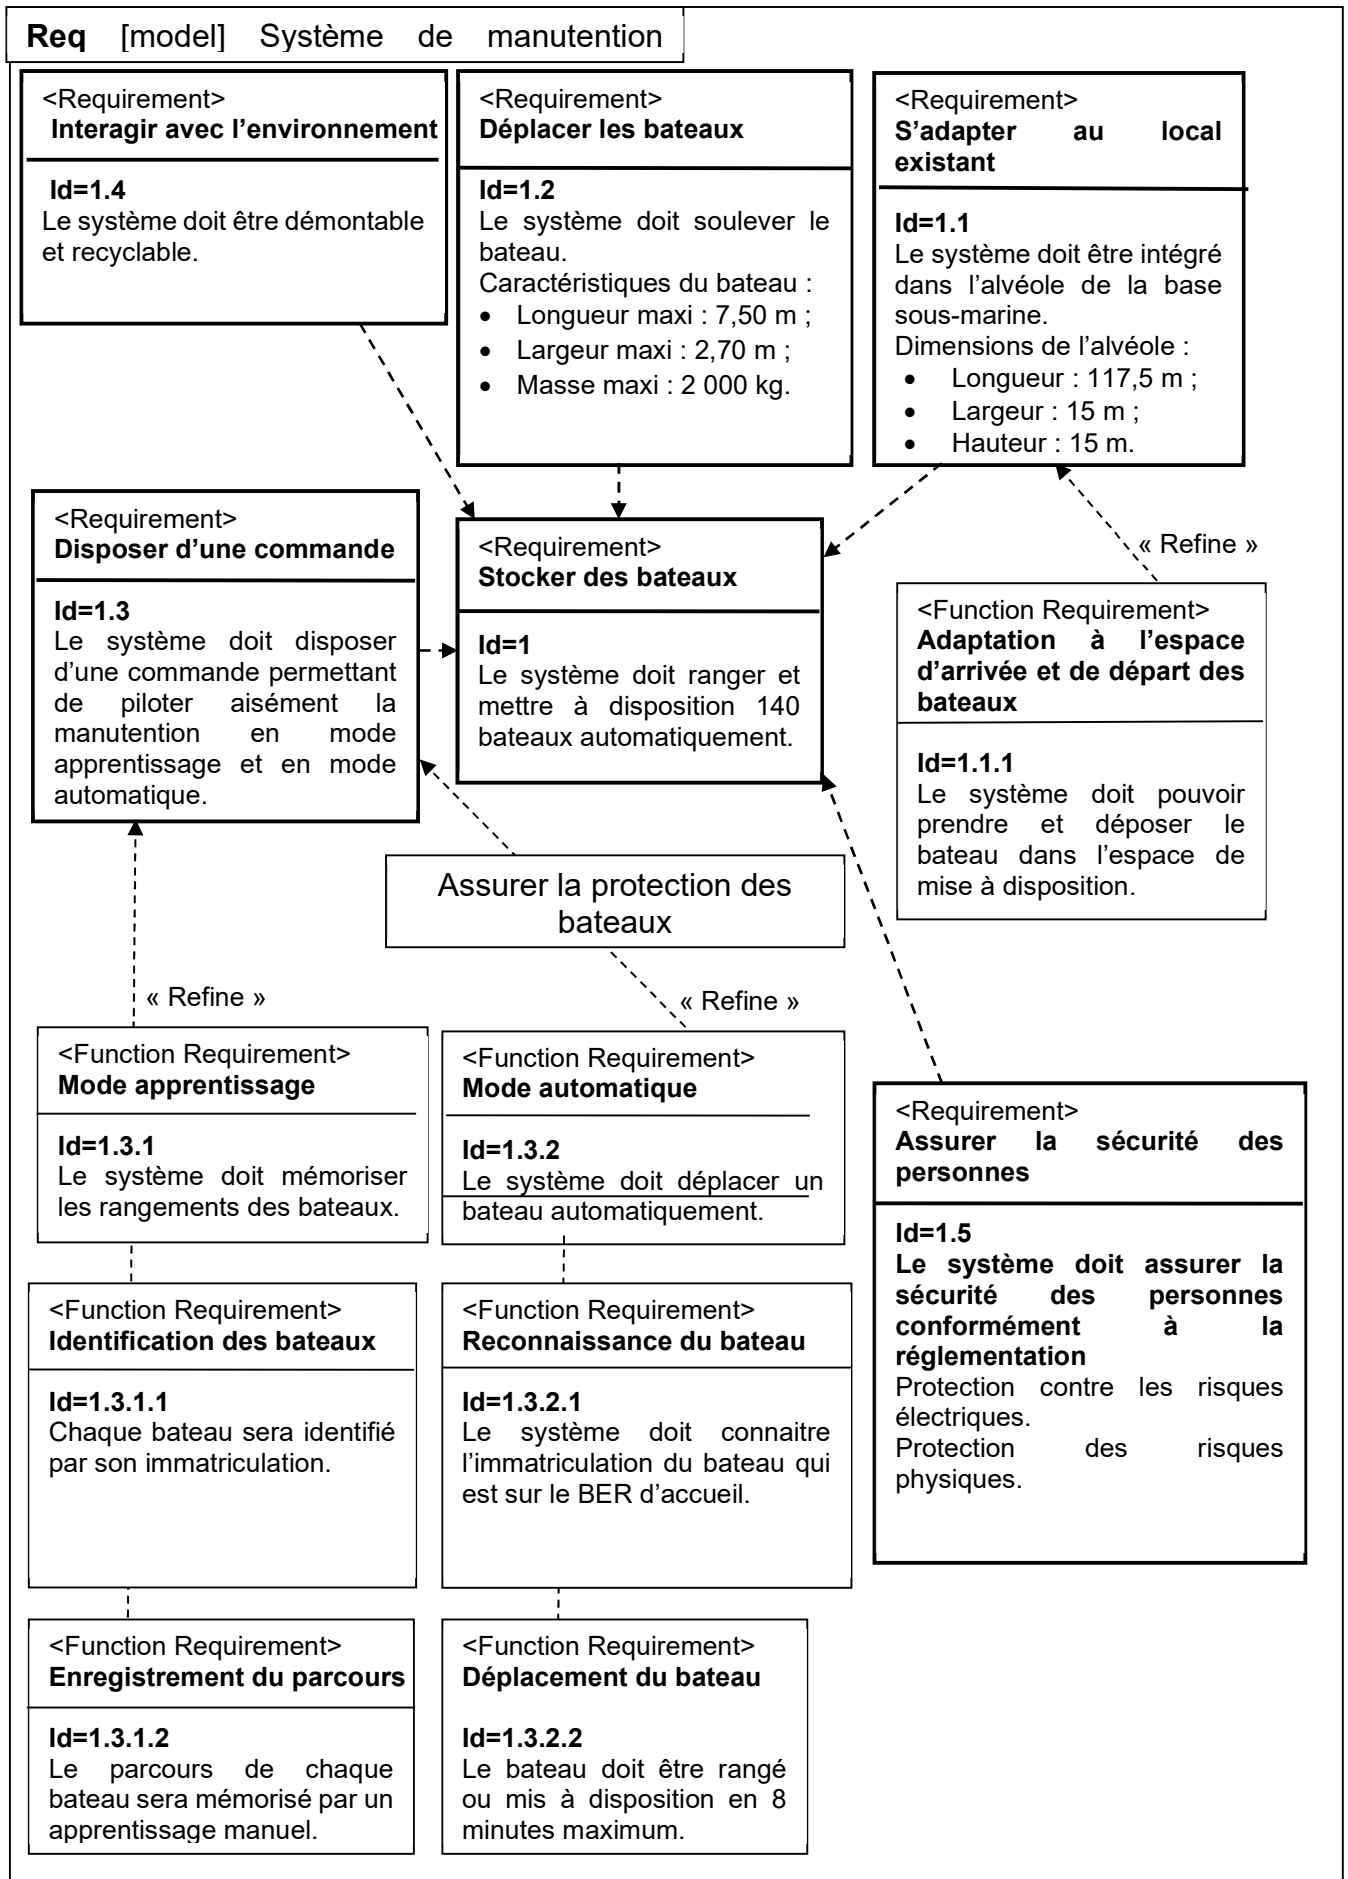 Req [model] Système de manutention
<Requirement>
Interagir avec l'environnement
Id=1.4
Le système doit être démontable
et recyclable.
<Requirement>
Déplacer les bateaux
Id=1.2
Le système doit soulever le
bateau.
Caractéristiques du bateau :
• Longueur maxi : 7,50 m ;
• Largeur maxi : 2,70 m ;
• Masse maxi : 2 000 kg.
<Requirement>
S'adapter au local
existant
Id=1.1
Le système doit être intégré
dans l'alvéole de la base
sous-marine.
Dimensions de l'alvéole :
• Longueur : 117,5 m ;
• Largeur : 15 m ;
• Hauteur : 15 m.
<Requirement>
Disposer d'une commande
Id=1.3
Le système doit disposer
d'une commande permettant
de piloter aisément la
manutention en mode
apprentissage et en mode
automatique.
<Requirement>
Stocker des bateaux
Id=1
Le système doit ranger et
mettre à disposition 140
bateaux automatiquement.
« Refine »
<Function Requirement>
Adaptation à l'espace
d'arrivée et de départ des
bateaux
Id=1.1.1
Le système doit pouvoir
prendre et déposer le
bateau dans l'espace de
mise à disposition.
Assurer la protection des
bateaux
« Refine »
« Refine »
<Function Requirement>
Mode apprentissage
Id=1.3.1
Le système doit mémoriser
les rangements des bateaux.
<Function Requirement>
Mode automatique
Id=1.3.2
Le système doit déplacer un
bateau automatiquement.
<Requirement>
Assurer la sécurité des
personnes
Id=1.5
Le système doit assurer la
sécurité des personnes
conformément à la
réglementation
Protection contre les risques
électriques.
Protection des risques
physiques.
<Function Requirement>
Identification des bateaux
Id=1.3.1.1
Chaque bateau sera identifié
par son immatriculation.
<Function Requirement>
Reconnaissance du bateau
Id=1.3.2.1
Le système doit connaitre
l'immatriculation du bateau qui
est sur le BER d'accueil.
<Function Requirement>
Enregistrement du parcours
Id=1.3.1.2
Le parcours de chaque
bateau sera mémorisé par un
apprentissage manuel.
<Function Requirement>
Déplacement du bateau
Id=1.3.2.2
Le bateau doit être rangé
ou mis à disposition en 8
minutes maximum.